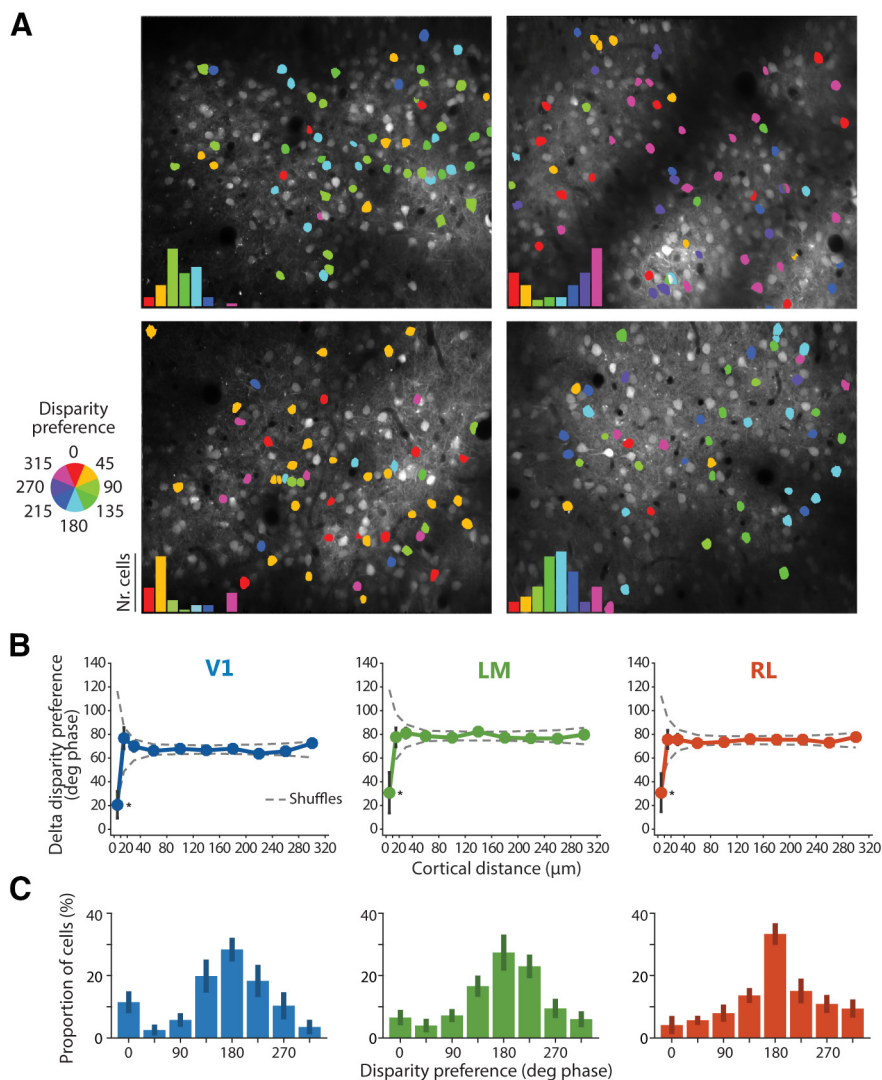 A
Disparity
preference
0
315 45
270 90
215 135
180
Nr. cells
B
Delta disparity preference
(deg phase)
V1
LM
RL
140
120
100
80
60
40
20
0
* Shuffles
0 20 40 80 120 160 200 240 280 320
140
120
100
80
60
40
20
0
*
0 20 40 80 120 160 200 240 280 320
140
120
100
80
60
40
20
0
*
0 20 40 80 120 160 200 240 280 320
Cortical distance (µm)
C
Proportion of cells (%)
40
20
0
0 90 180 270
40
20
0
0 90 180 270
40
20
0
0 90 180 270
Disparity preference (deg phase)